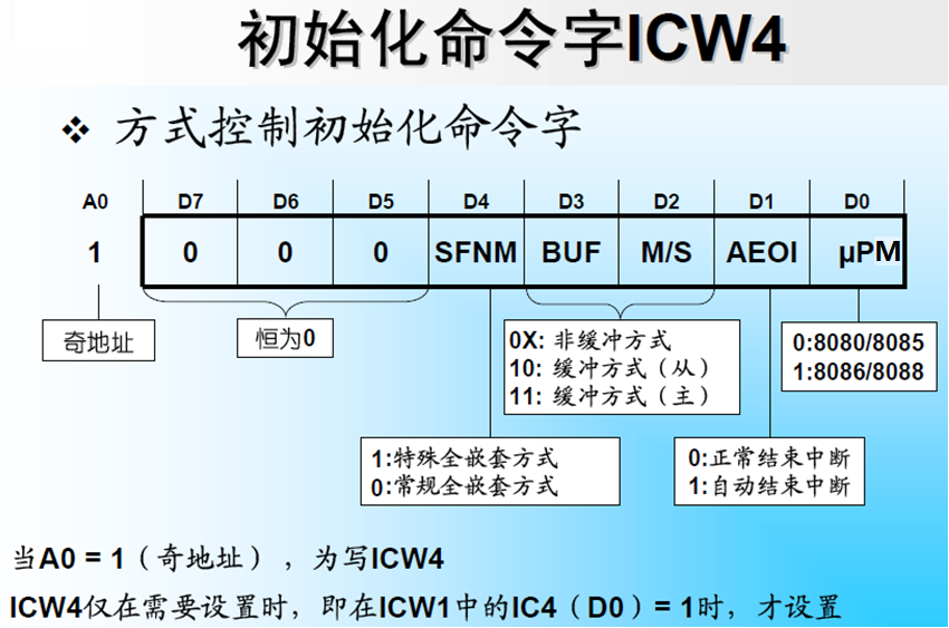 初始化命令字ICW4
❖ 方式控制初始化命令字
A0 D7 D6 D5 D4 D3 D2 D1 D0
1 0 0 0 SFNM BUF M/S AEOI μPM
奇地址
恒为0
0X: 非缓冲方式
10: 缓冲方式（从）
11: 缓冲方式（主）
0:8080/8085
1:8086/8088
1:特殊全嵌套方式
0:常规全嵌套方式
0:正常结束中断
1:自动结束中断
当A0 = 1（奇地址），为写ICW4
ICW4仅在需要设置时，即在ICW1中的IC4（D0）= 1时，才设置